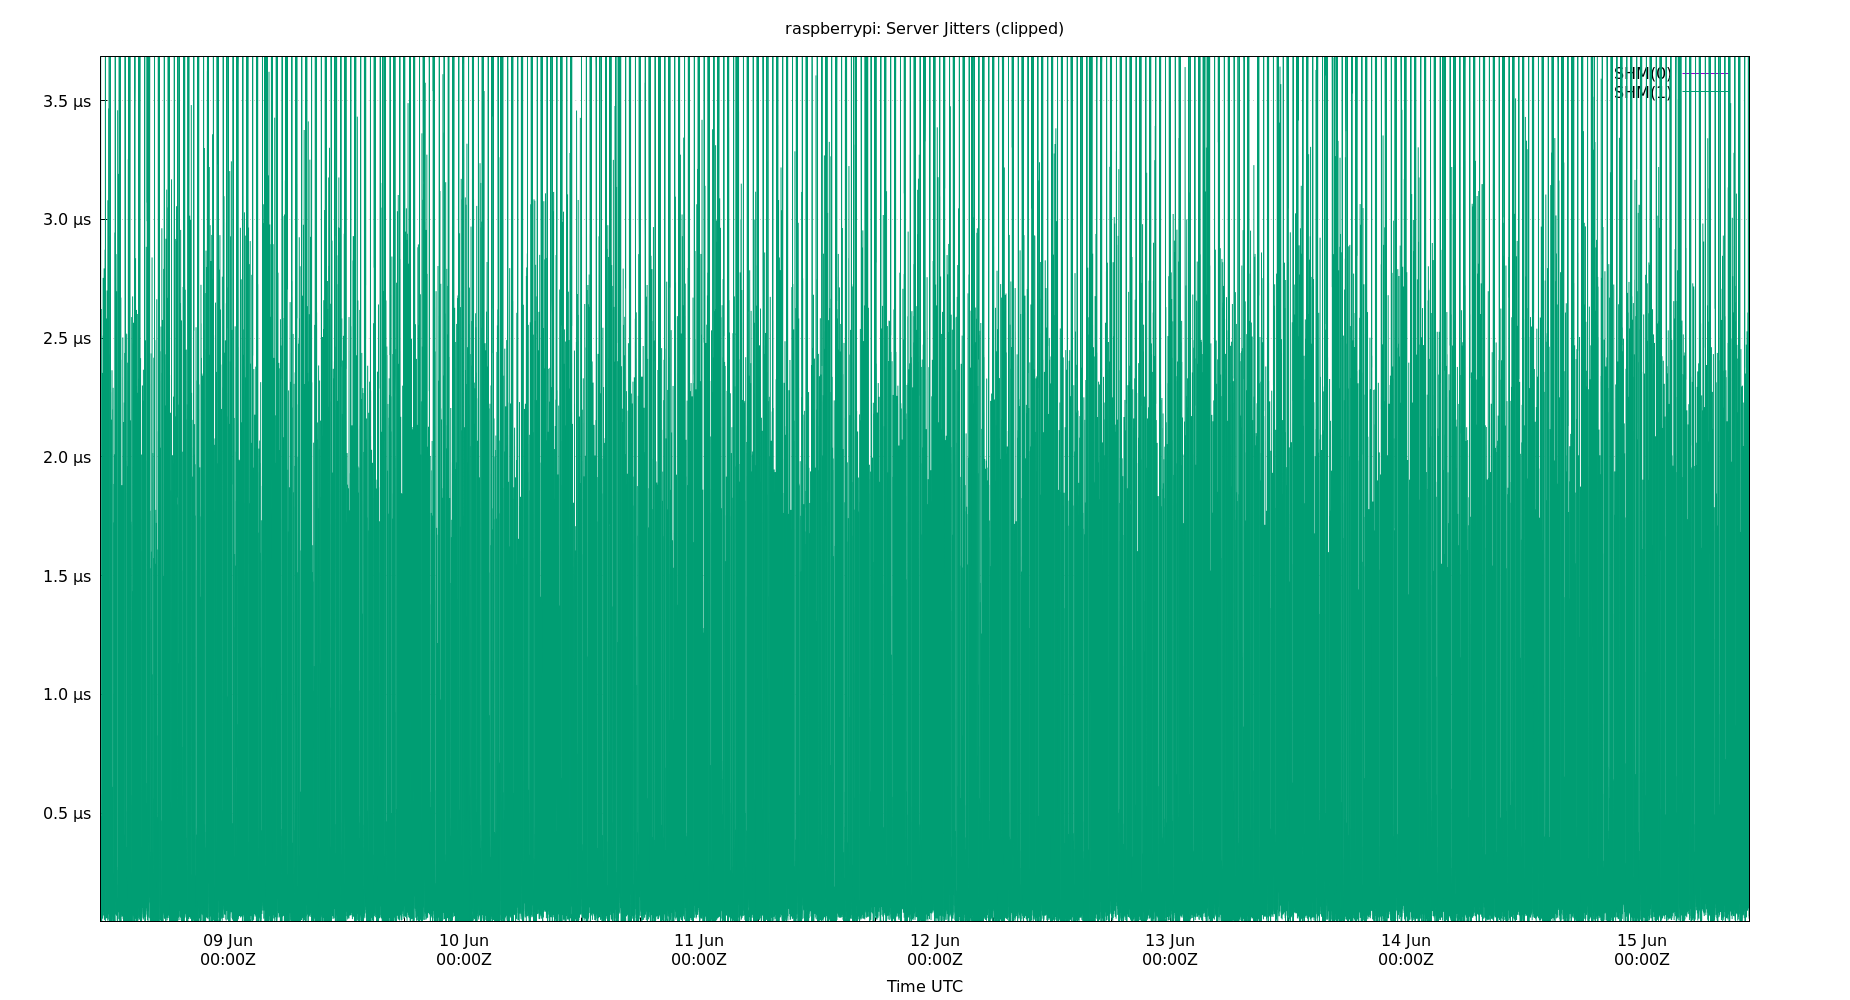 raspberrypi: Server Jitters (clipped)
SHM(0)
SHM(1)
3.5 µs
3.0 µs
2.5 µs
2.0 µs
1.5 µs
1.0 µs
0.5 µs
09 Jun 10 Jun 11 Jun 12 Jun 13 Jun 14 Jun 15 Jun
00:00Z 00:00Z 00:00Z 00:00Z 00:00Z 00:00Z 00:00Z
Time UTC